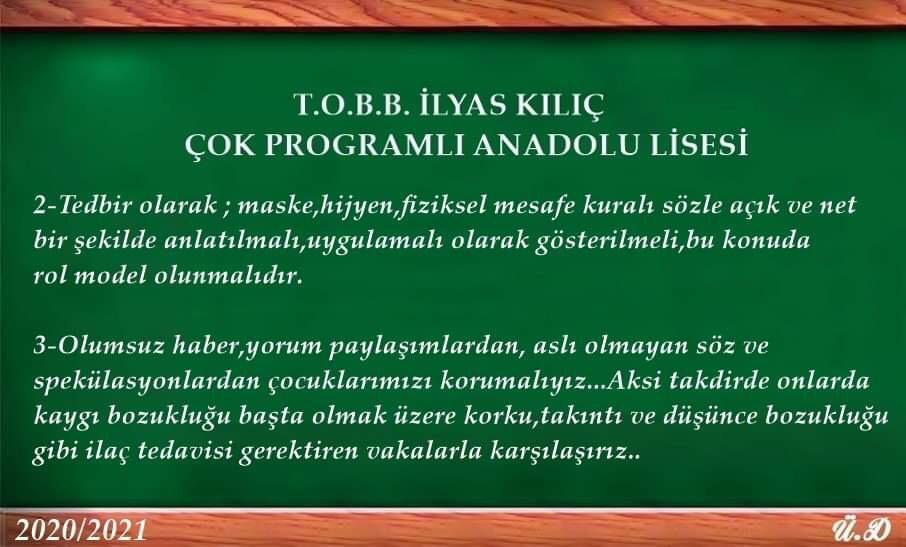 T.O.B.B. İLYAS KILIÇ
ÇOK PROGRAMLI ANADOLU LİSESİ
2-Tedbir olarak ; maske,hijyen,fiziksel mesafe kuralı sözle açık ve net
bir şekilde anlatılmalı,uygulamalı olarak gösterilmeli,bu konuda
rol model olunmalıdır.
3-Olumsuz haber,yorum paylaşımlardan, aslı olmayan söz ve
spekülasyonlardan çocuklarımızı korumalıyız...Aksi takdirde onlarda
kaygı bozukluğu başta olmak üzere korku,takıntı ve düşünce bozukluğu
gibi ilaç tedavisi gerektiren vakalarla karşılaşırız..
2020/2021
Ü.D